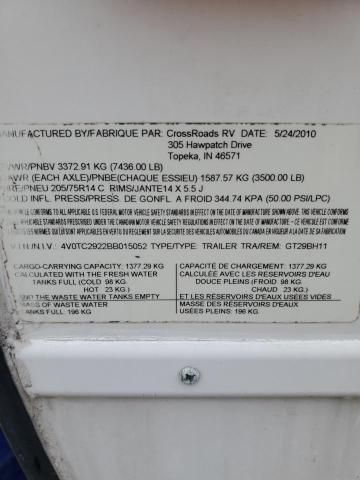 MANUFACTURED BY/FABRIQUE PAR: CrossRoads RV DATE: 5/24/2010
305 Hawpatch Drive
Topeka, IN 46571
VWR/PNBV 3372.91 KG (7436.00 LB)
AWR (EACH AXLE)/PNBE(CHAQUE ESSIEU) 1587.57 KG (3500.00 LB)
RE/PNEU 205/75R14 C RIMS/JANTE14 X 5.5 J
OLD INFL. PRESS/PRESS. DE GONFL A FROID 344.74 KPA (50.00 PSI/LPC)
V.I.N./N.I.V.: 4V0TC2922BB015052 TYPE/TYPE: TRAILER TRA/REM: GT29BH11
CARGO-CARRYING CAPACITY: 1377.29 KG
CALCULATED WITH THE FRESH WATER
TANKS FULL (COLD 98 KG.
HOT 23 KG.)
AND THE WASTE WATER TANKS EMPTY
MASS OF WASTE WATER
TANKS FULL: 196 KG
CAPACITE DE CHARGEMENT: 1377.29 KG
CALCULÉE AVEC LES RÉSERVOIRS D'EAU
DOUCE PLEINS (FROID 98 KG.
CHAUD 23 KG.)
ET LES RÉSERVOIRS D'EAUX USÉES VIDES
MASSE DES RÉSERVOIRS D'EAUX
USÉES PLEINS: 196 KG.